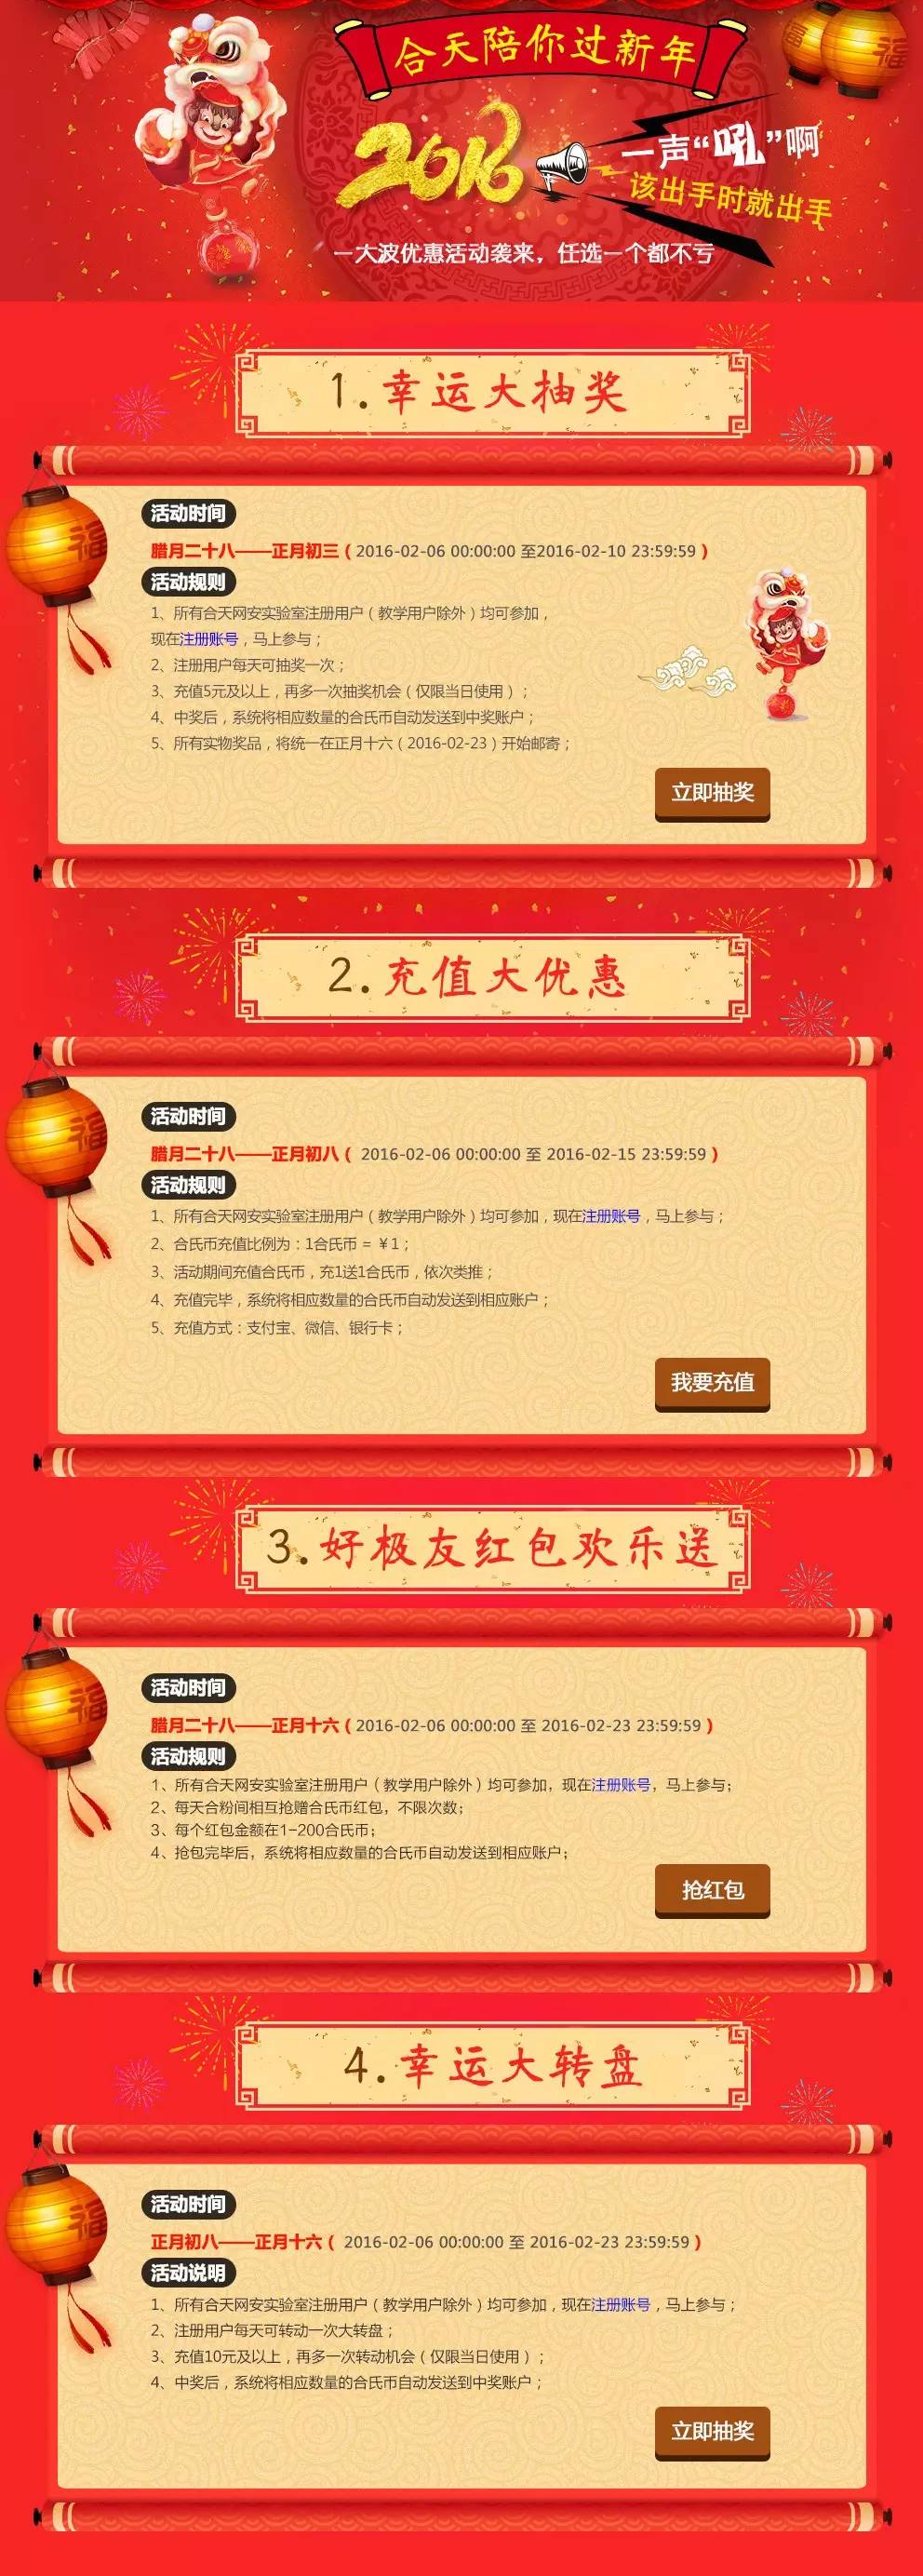 合天陪你过新年
福
福
2016
一声“吼”啊
该出手时就出手
一大波优惠活动袭来，任选一个都不亏
1.幸运大抽奖
福
活动时间
腊月二十八——正月初三（2016-02-06 00:00:00 至2016-02-10 23:59:59）
活动规则
1、所有合天网安实验室注册用户（教学用户除外）均可参加，
现在注册账号，马上参与；
2、注册用户每天可抽奖一次；
3、充值5元及以上，再多一次抽奖机会（仅限当日使用）；
4、中奖后，系统将相应数量的合氏币自动发送到中奖账户；
5、所有实物奖品，将统一在正月十六（2016-02-23）开始邮寄；
立即抽奖
2.充值大优惠
福
活动时间
腊月二十八——正月初八（ 2016-02-06 00:00:00 至 2016-02-15 23:59:59）
活动规则
1、所有合天网安实验室注册用户（教学用户除外）均可参加，现在注册账号，马上参与；
2、合氏币充值比例为：1合氏币 = ￥1；
3、活动期间充值合氏币，充1送1合氏币，依次类推；
4、充值完毕，系统将相应数量的合氏币自动发送到相应账户；
5、充值方式：支付宝、微信、银行卡；
我要充值
3.好极友红包欢乐送
福
活动时间
腊月二十八——正月十六（2016-02-06 00:00:00 至 2016-02-23 23:59:59）
活动规则
1、所有合天网安实验室注册用户（教学用户除外）均可参加，现在注册账号，马上参与；
2、每天合粉间相互抢赠合氏币红包，不限次数；
3、每个红包金额在1-200合氏币；
4、抢包完毕后，系统将相应数量的合氏币自动发送到相应账户；
抢红包
4.幸运大转盘
福
活动时间
正月初八——正月十六（ 2016-02-06 00:00:00 至 2016-02-23 23:59:59）
活动说明
1、所有合天网安实验室注册用户（教学用户除外）均可参加，现在注册账号，马上参与；
2、注册用户每天可转动一次大转盘；
3、充值10元及以上，再多一次转动机会（仅限当日使用）；
4、中奖后，系统将相应数量的合氏币自动发送到中奖账户；
立即抽奖